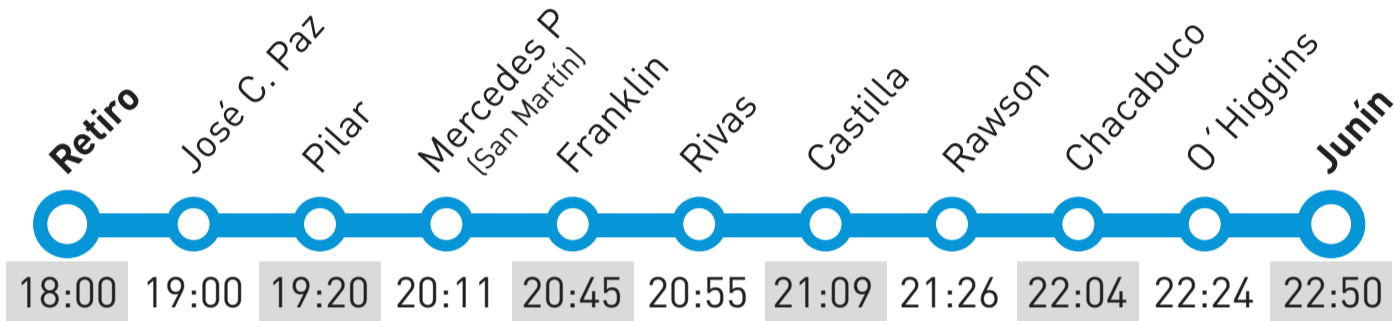 Retiro
José C. Paz
Pilar
Mercedes P
(San Martín)
Franklin
Rivas
Castilla
Rawson
Chacabuco
O´Higgins
Junín
18:00 19:00 19:20 20:11 20:45 20:55 21:09 21:26 22:04 22:24 22:50